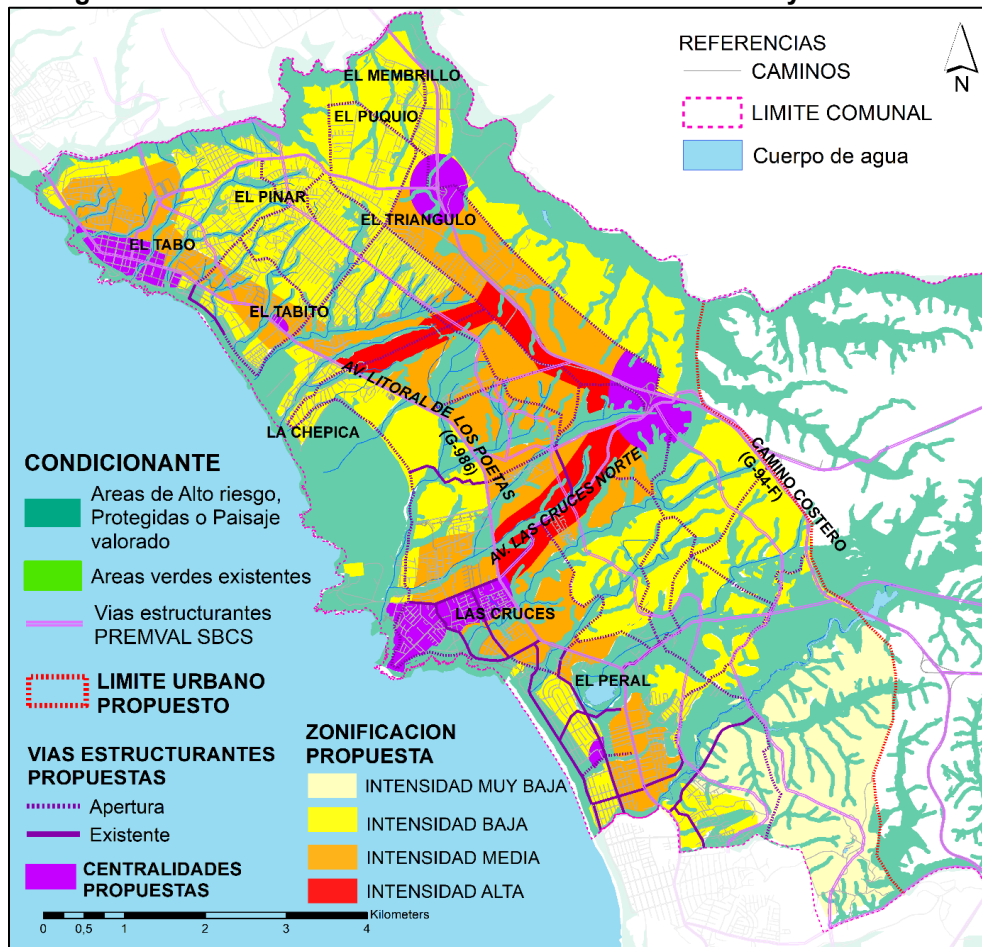 EL MEMBRILLO
EL PUQUIO
EL PINAR
EL TRIANGULO
EL TABO
EL TABITO
AV. LITORAL DE LOS POETAS
(G-986)
LA CHEPICA
AV. LAS CRUCES NORTE
CAMINO COSTERO
(G-94-F)
LAS CRUCES
EL PERAL
REFERENCIAS
CAMINOS
LIMITE COMUNAL
Cuerpo de agua
N
CONDICIONANTE
Areas de Alto riesgo,
Protegidas o Paisaje
valorado
Areas verdes existentes
Vias estructurantes
PREMVAL SBCS
LIMITE URBANO
PROPUESTO
VIAS ESTRUCTURANTES
PROPUESTAS
Apertura
Existente
CENTRALIDADES
PROPUESTAS
ZONIFICACION
PROPUESTA
INTENSIDAD MUY BAJA
INTENSIDAD BAJA
INTENSIDAD MEDIA
INTENSIDAD ALTA
Kilometers
0 0,5 1 2 3 4